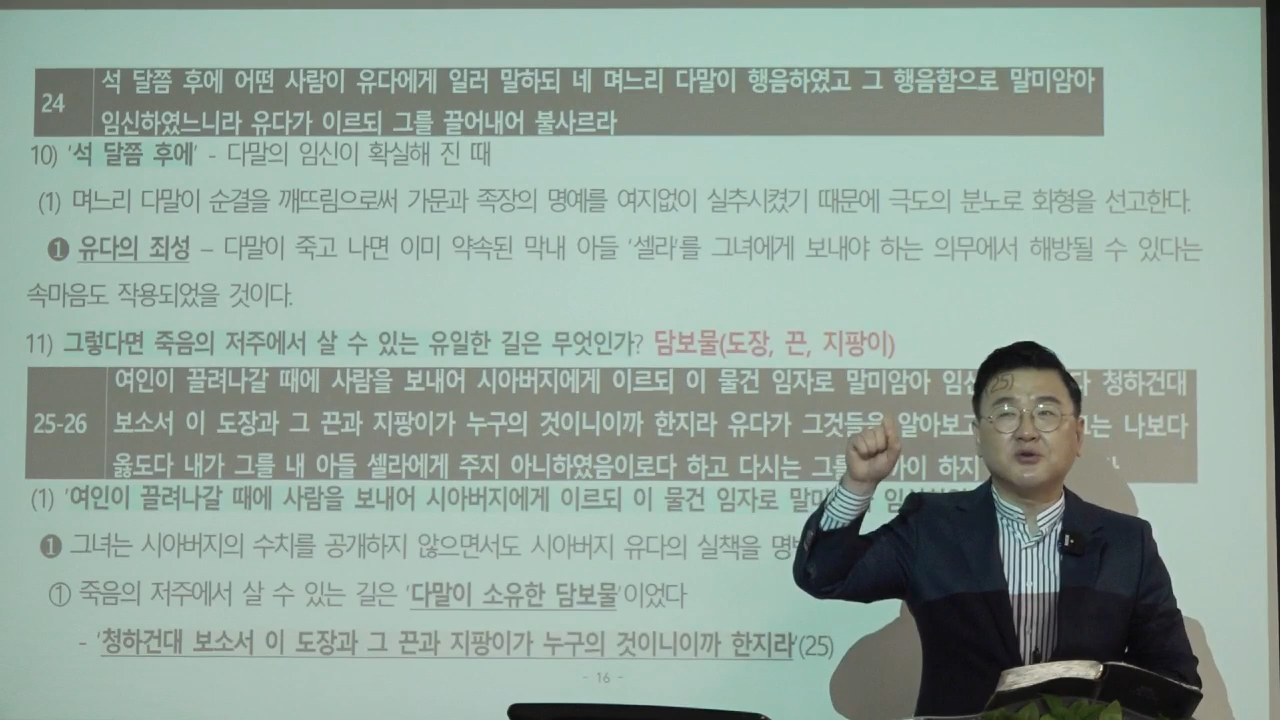 24
석 달쯤 후에 어떤 사람이 유다에게 일러 말하되 네 며느리 다말이 행음하였고 그 행음함으로 말미암아
임신하였느니라 유다가 이르되 그를 끌어내어 불사르라
10) '석 달쯤 후에' - 다말의 임신이 확실해 진 때
(1) 며느리 다말이 순결을 깨뜨림으로써 가문과 족장의 명예를 여지없이 실추시켰기 때문에 극도의 분노로 화형을 선고한다.
❶ 유다의 죄성 – 다말이 죽고 나면 이미 약속된 막내 아들 '셀라'를 그녀에게 보내야 하는 의무에서 해방될 수 있다는
속마음도 작용되었을 것이다.
11) 그렇다면 죽음의 저주에서 살 수 있는 유일한 길은 무엇인가? 담보물(도장, 끈, 지팡이)
25-26
여인이 끌려나갈 때에 사람을 보내어 시아버지에게 이르되 이 물건 임자로 말미암아 청하건대
보소서 이 도장과 그 끈과 지팡이가 누구의 것이니이까 한지라 유다가 그것들을 알아보고 는 나보다
옳도다 내가 그를 내 아들 셀라에게 주지 아니하였음이로다 하고 다시는 그를 가까이 하지
(1) '여인이 끌려나갈 때에 사람을 보내어 시아버지에게 이르되 이 물건 임자로
❶ 그녀는 시아버지의 수치를 공개하지 않으면서도 시아버지 유다의 실책을
① 죽음의 저주에서 살 수 있는 길은 '다말이 소유한 담보물'이었다
- '청하건대 보소서 이 도장과 그 끈과 지팡이가 누구의 것이니이까 한지라'(25)
- 16 -